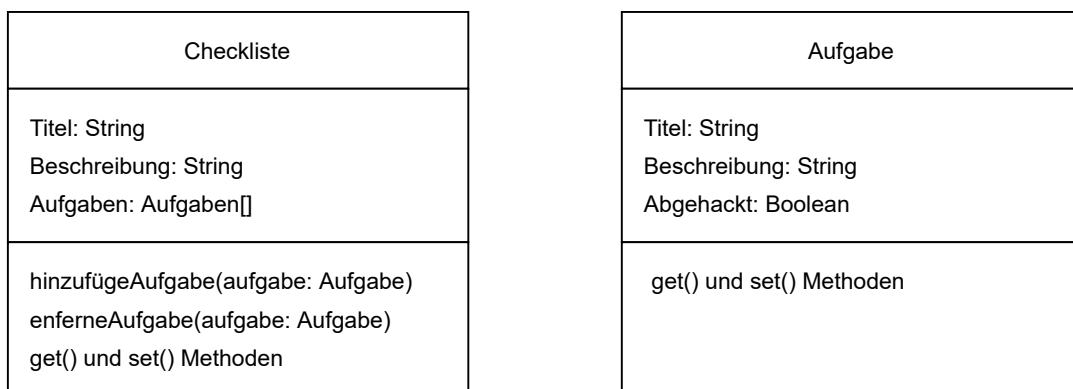 Checkliste
Titel: String
Beschreibung: String
Aufgaben: Aufgaben[]
hinzufügeAufgabe(aufgabe: Aufgabe)
enferneAufgabe(aufgabe: Aufgabe)
get() und set() Methoden
Aufgabe
Titel: String
Beschreibung: String
Abgehackt: Boolean
get() und set() Methoden